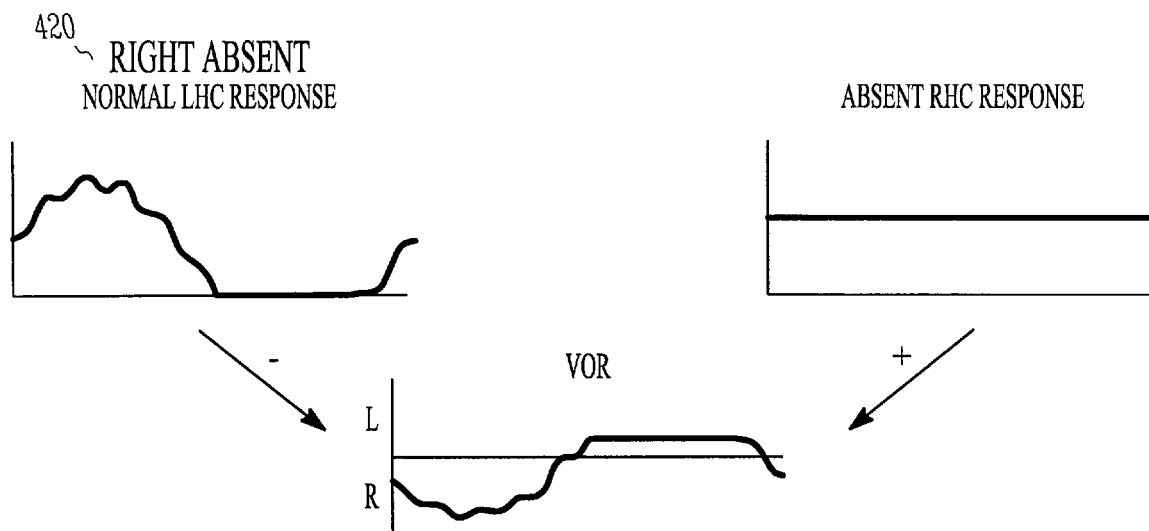 420
RIGHT ABSENT
NORMAL LHC RESPONSE
ABSENT RHC RESPONSE
-
+
VOR
L
R